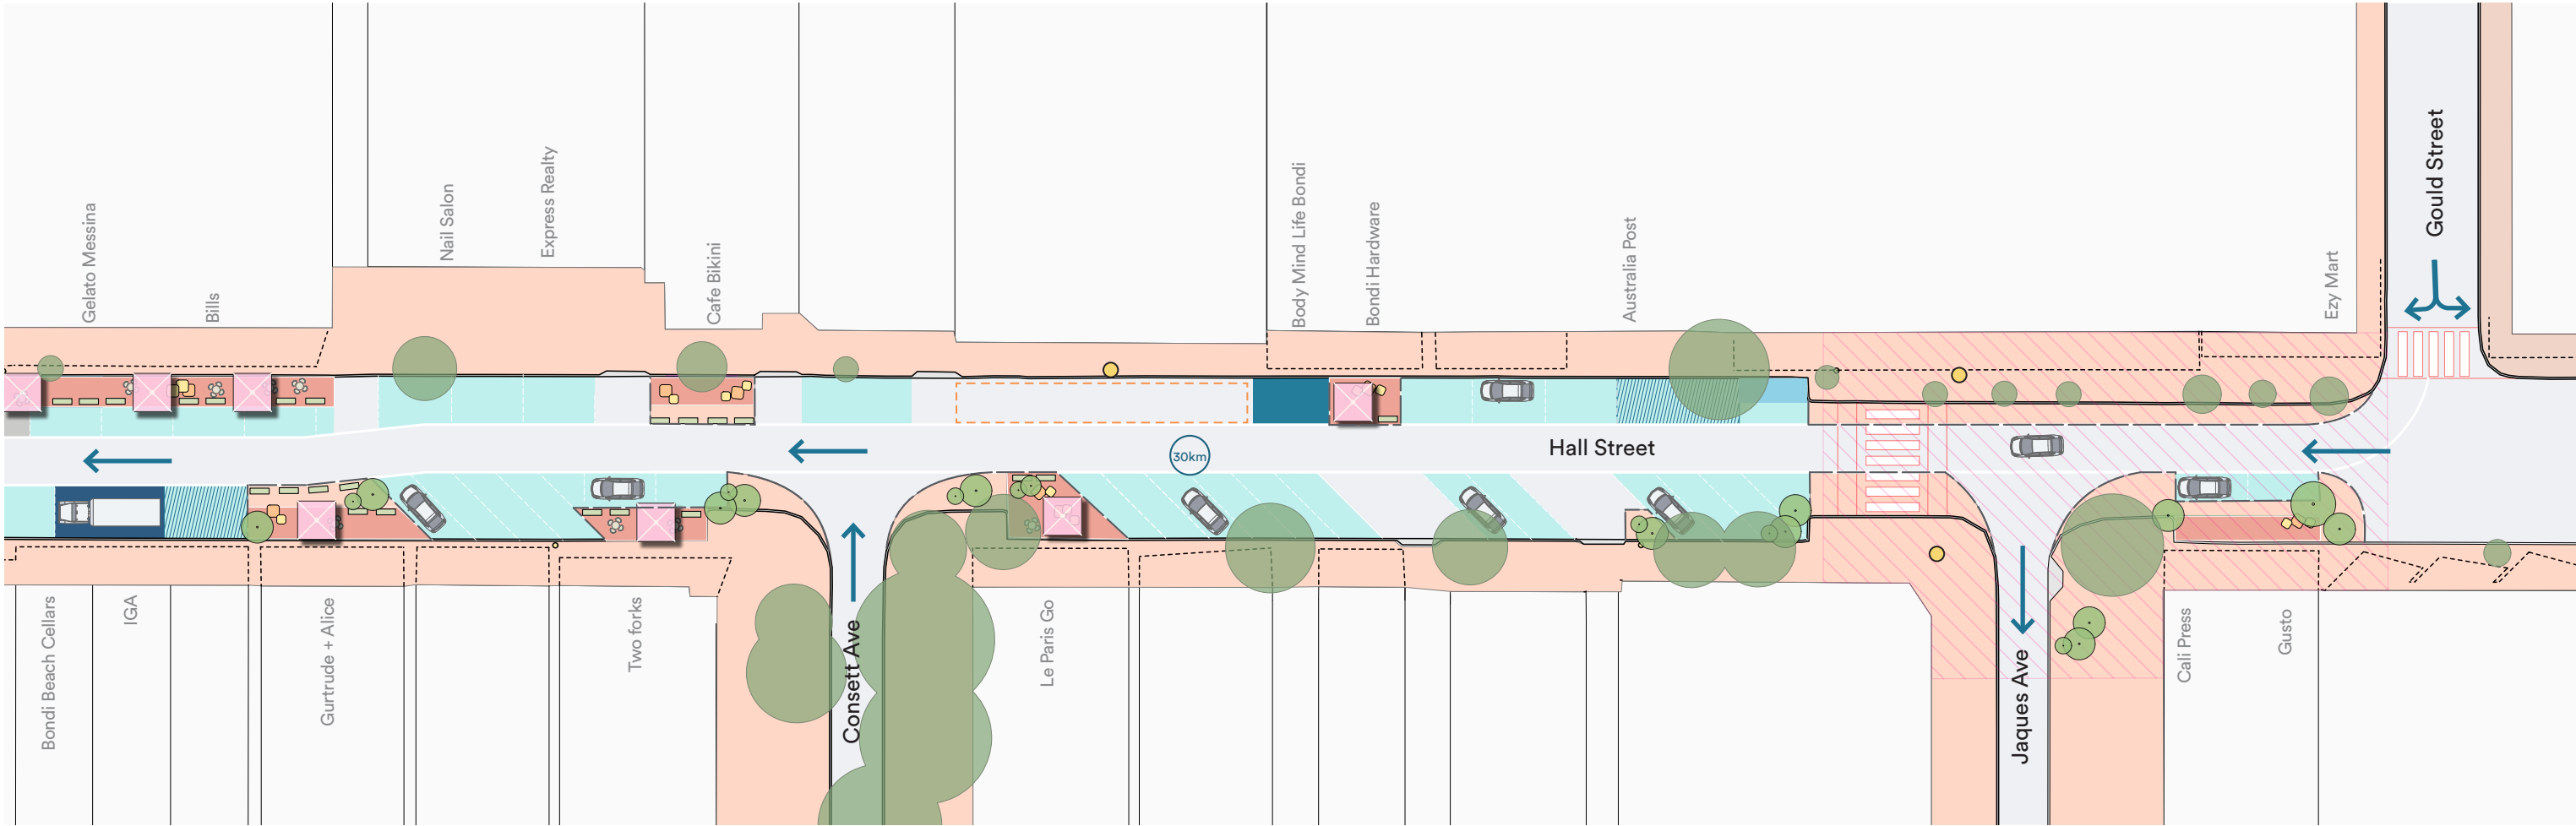 Gelato Messina
Bills
Nail Salon
Express Realty
Cafe Bikini
Body Mind Life Bondi
Bondi Hardware
Australia Post
Ezy Mart
Gould Street
Hall Street
30km
Bondi Beach Cellars
IGA
Gurtrude + Alice
Two forks
Consett Ave
Le Paris Go
Jaques Ave
Cali Press
Gusto